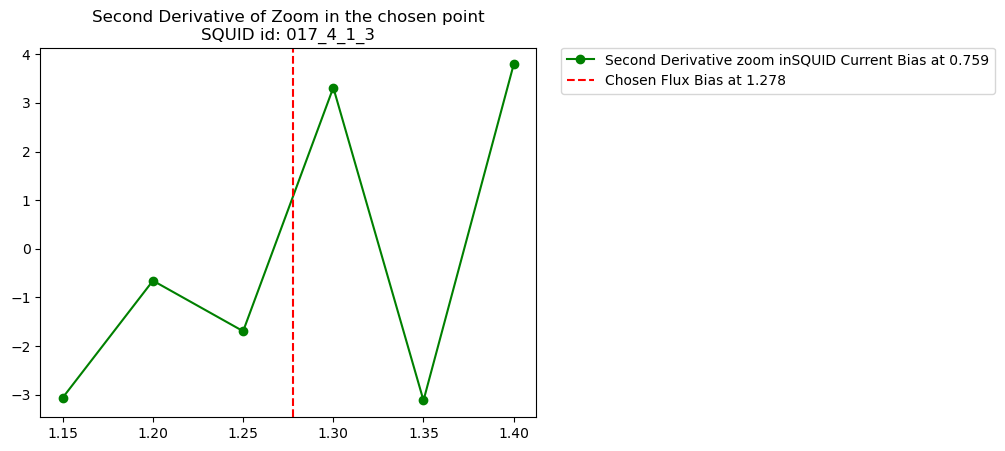 Second Derivative of Zoom in the chosen point
SQUID id: 017_4_1_3
Second Derivative zoom inSQUID Current Bias at 0.759
Chosen Flux Bias at 1.278
4
3
2
1
0
−1
−2
−3
1.15 1.20 1.25 1.30 1.35 1.40